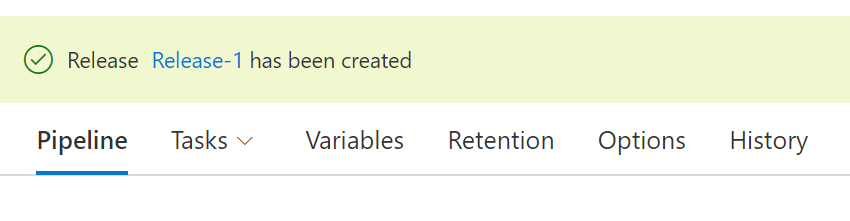 Release Release-1 has been created
Pipeline Tasks Variables Retention Options History